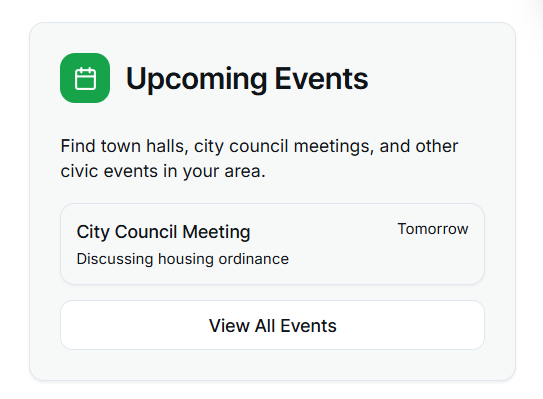 Upcoming Events
Find town halls, city council meetings, and other
civic events in your area.
City Council Meeting
Tomorrow
Discussing housing ordinance
View All Events